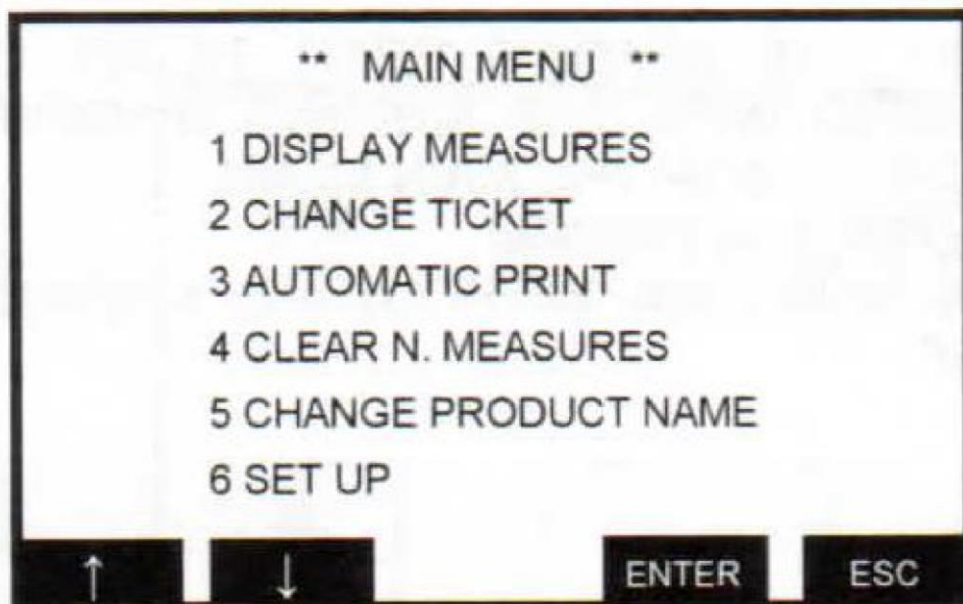 ** MAIN MENU **
1 DISPLAY MEASURES
2 CHANGE TICKET
3 AUTOMATIC PRINT
4 CLEAR N. MEASURES
5 CHANGE PRODUCT NAME
6 SET UP
↑ ↓ ENTER ESC